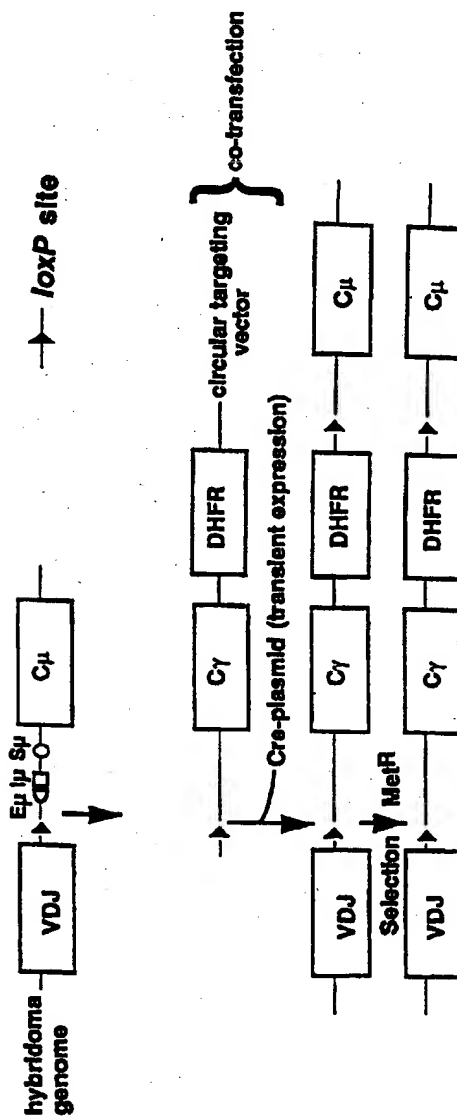 hybridoma
genome
VDJ
Eμ Iμ Sμ
Cμ
loxP site
Cγ
DHFR
circular targeting
vector
co-transfection
Cre-plasmid (transient expression)
VDJ
Cγ
DHFR
Cμ
Selection MetR
VDJ
Cγ
DHFR
Cμ